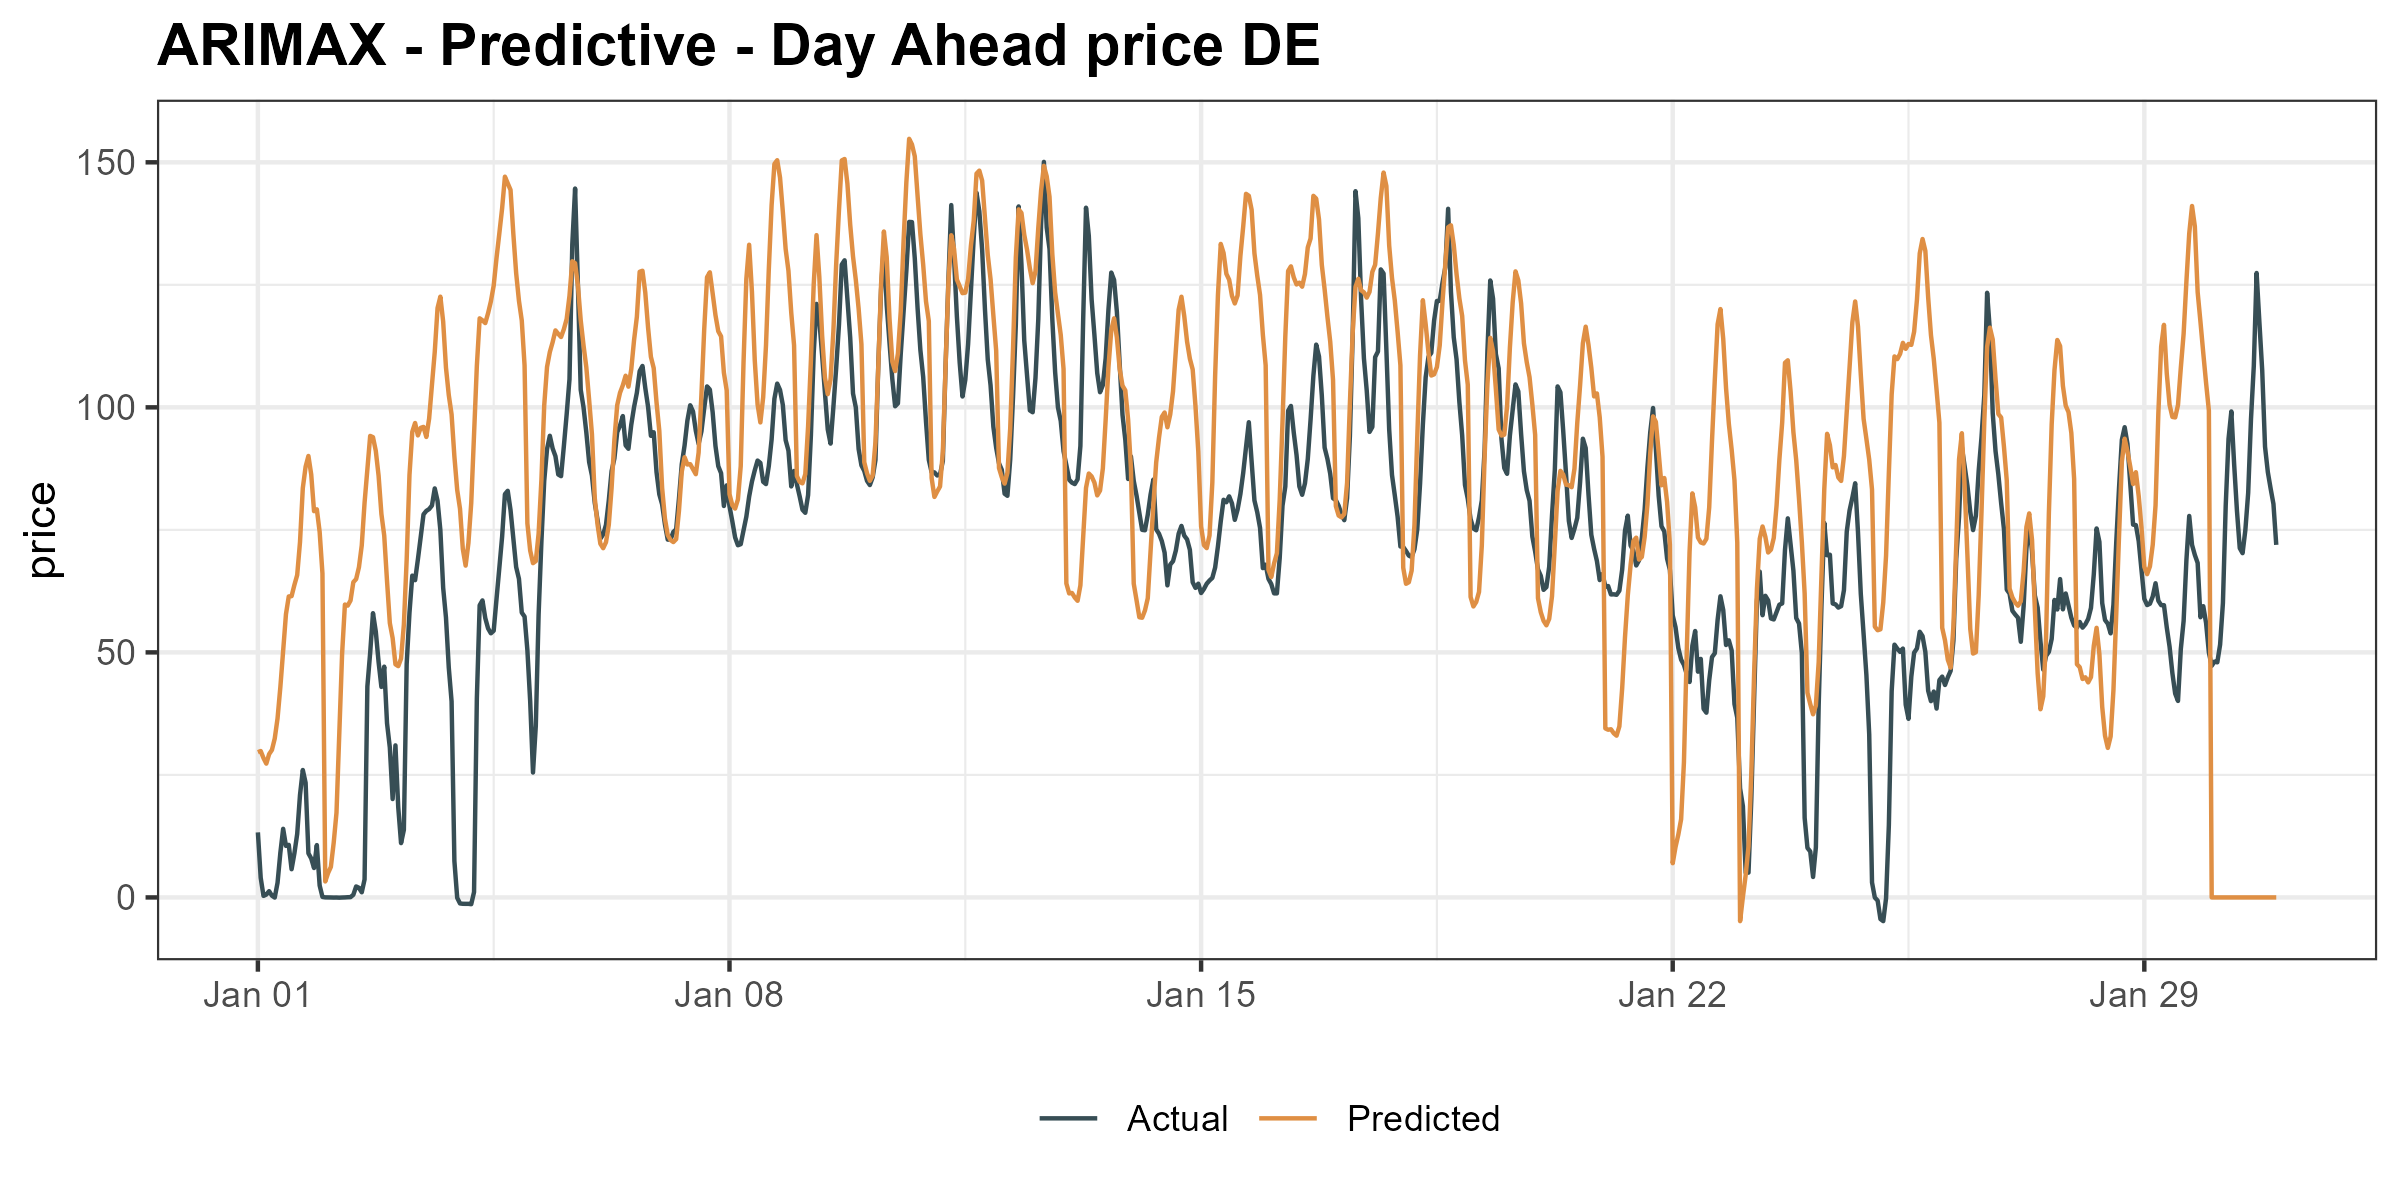 ARIMAX - Predictive - Day Ahead price DE
price
150
100
50
0
Jan 01 Jan 08 Jan 15 Jan 22 Jan 29
Actual Predicted